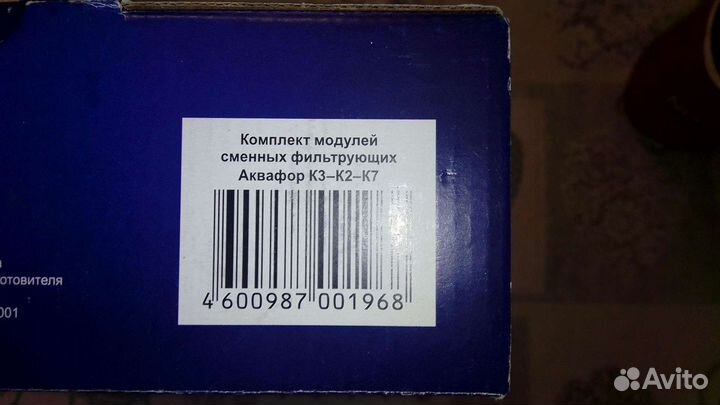 Комплект модулей
сменных фильтрующих
Аквафор К3–К2–К7
4 600987 001968
отовителя
001
Avito